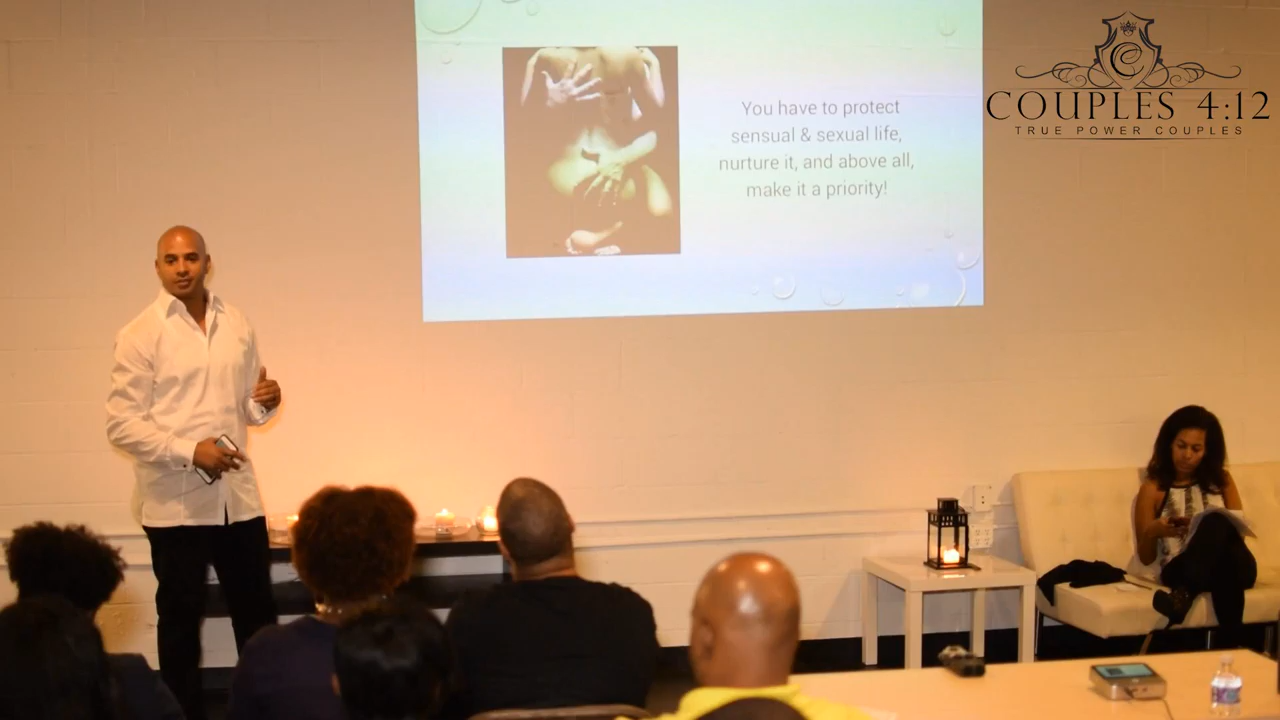 You have to protect
sensual & sexual life,
nurture it, and above all,
make it a priority!
C
COUPLES 4:12
TRUE POWER COUPLES